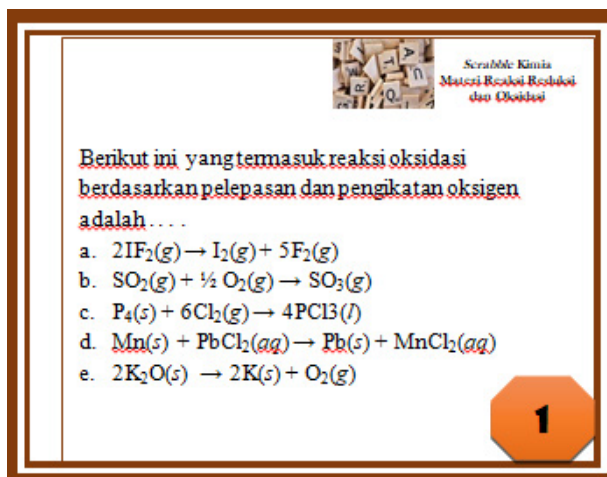 Scrabble Kimia
Materi Reaksi Reduksi
dan Oksidasi
Berikut ini yang termasuk reaksi oksidasi
berdasarkan pelepasan dan pengikatan oksigen
adalah . . . .
a. 2IF₂(g) → I₂(g) + 5F₂(g)
b. SO₂(g) + ½ O₂(g) → SO₃(g)
c. P₄(s) + 6Cl₂(g) → 4PCl3(l)
d. Mn(s) + PbCl₂(aq) → Pb(s) + MnCl₂(aq)
e. 2K₂O(s) → 2K(s) + O₂(g)
1